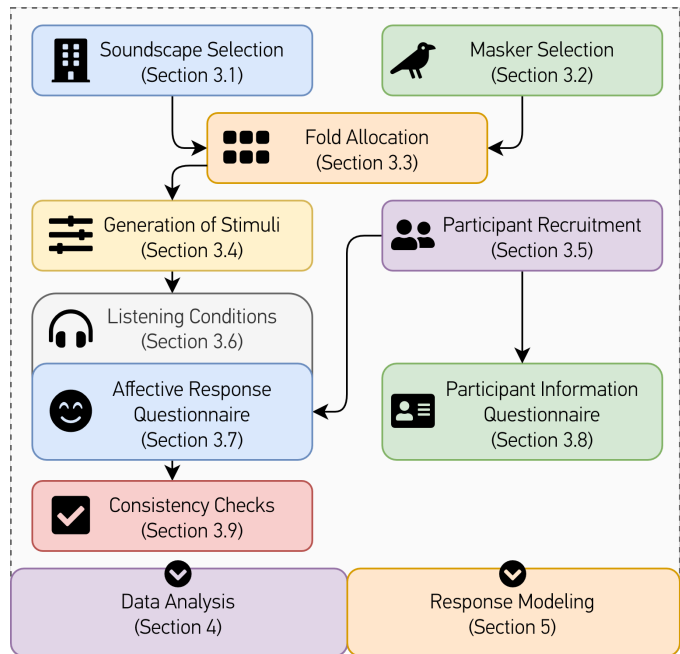 Soundscape Selection
(Section 3.1)
Masker Selection
(Section 3.2)
Fold Allocation
(Section 3.3)
Generation of Stimuli
(Section 3.4)
Participant Recruitment
(Section 3.5)
Listening Conditions
(Section 3.6)
Affective Response
Questionnaire
(Section 3.7)
Participant Information
Questionnaire
(Section 3.8)
Consistency Checks
(Section 3.9)
Data Analysis
(Section 4)
Response Modeling
(Section 5)